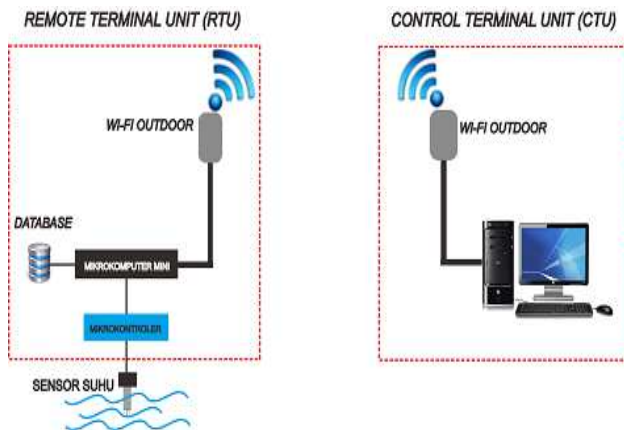 REMOTE TERMINAL UNIT (RTU)
WI-FI OUTDOOR
DATABASE
MIKROKOMPUTER MINI
MIKROKONTROLER
SENSOR SUHU
CONTROL TERMINAL UNIT (CTU)
WI-FI OUTDOOR